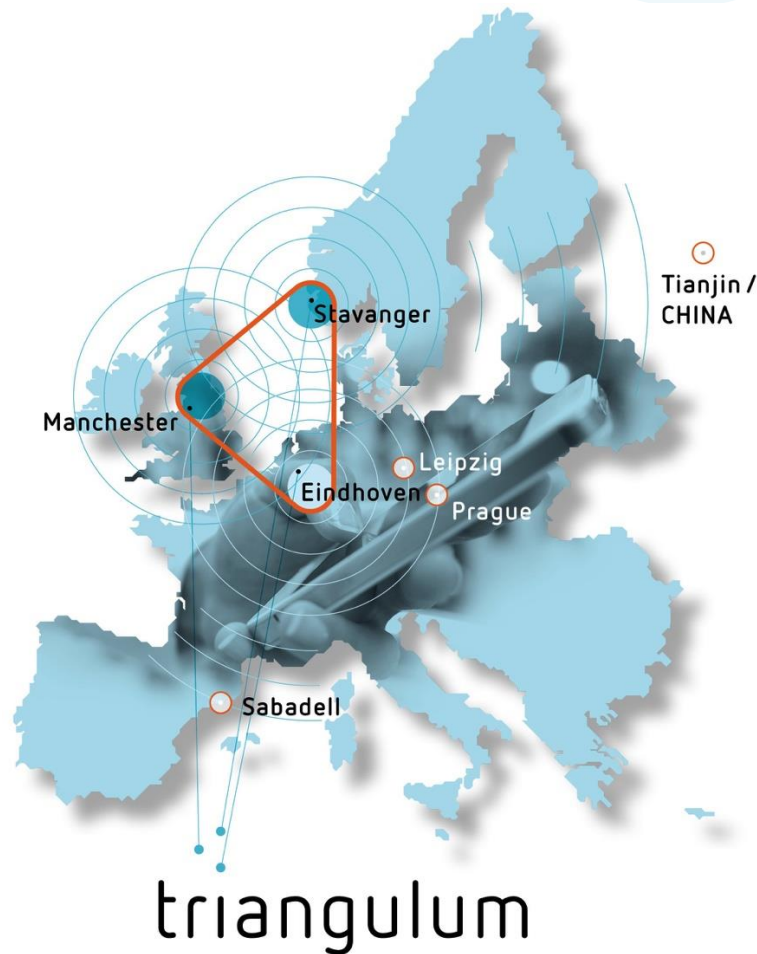 Stavanger
Tianjin /
CHINA
Manchester
Leipzig
Eindhoven
Prague
Sabadell
triangulum